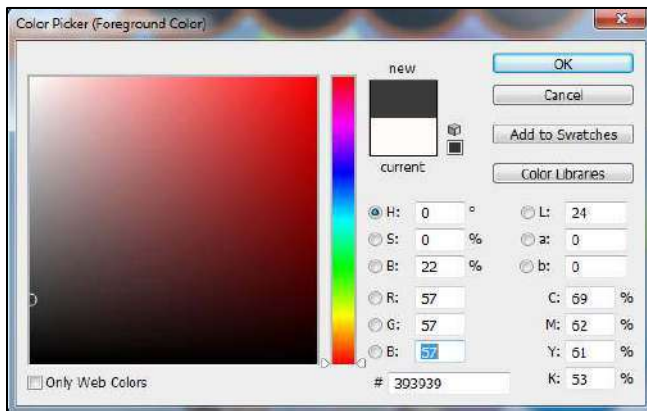 Color Picker (Foreground Color)
new
current
OK
Cancel
Add to Swatches
Color Libraries
H: 0 °
S: 0 %
B: 22 %
R: 57
G: 57
B: 57
# 393939
L: 24
a: 0
b: 0
C: 69 %
M: 62 %
Y: 61 %
K: 53 %
Only Web Colors